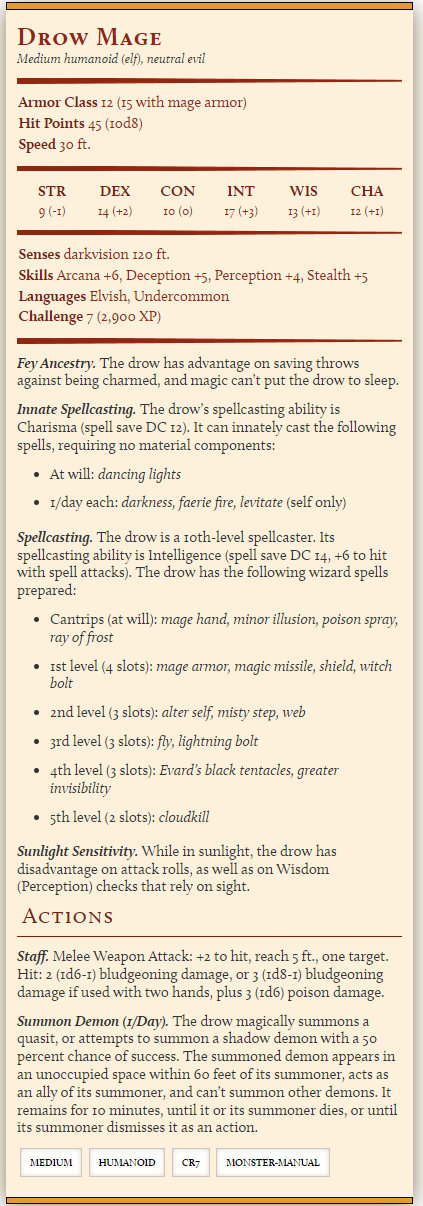 Drow Mage
Medium humanoid (elf), neutral evil
Armor Class 12 (15 with mage armor)
Hit Points 45 (10d8)
Speed 30 ft.
STR DEX CON INT WIS CHA
9 (-1) 14 (+2) 10 (0) 17 (+3) 13 (+1) 12 (+1)
Senses darkvision 120 ft.
Skills Arcana +6, Deception +5, Perception +4, Stealth +5
Languages Elvish, Undercommon
Challenge 7 (2,900 XP)
Fey Ancestry. The drow has advantage on saving throws
against being charmed, and magic can't put the drow to sleep.
Innate Spellcasting. The drow's spellcasting ability is
Charisma (spell save DC 12). It can innately cast the following
spells, requiring no material components:
• At will: dancing lights
• 1/day each: darkness, faerie fire, levitate (self only)
Spellcasting. The drow is a 10th-level spellcaster. Its
spellcasting ability is Intelligence (spell save DC 14, +6 to hit
with spell attacks). The drow has the following wizard spells
prepared:
• Cantrips (at will): mage hand, minor illusion, poison spray,
ray of frost
• 1st level (4 slots): mage armor, magic missile, shield, witch
bolt
• 2nd level (3 slots): alter self, misty step, web
• 3rd level (3 slots): fly, lightning bolt
• 4th level (3 slots): Evard's black tentacles, greater
invisibility
• 5th level (2 slots): cloudkill
Sunlight Sensitivity. While in sunlight, the drow has
disadvantage on attack rolls, as well as on Wisdom
(Perception) checks that rely on sight.
Actions
Staff. Melee Weapon Attack: +2 to hit, reach 5 ft., one target.
Hit: 2 (1d6-1) bludgeoning damage, or 3 (1d8-1) bludgeoning
damage if used with two hands, plus 3 (1d6) poison damage.
Summon Demon (1/Day). The drow magically summons a
quasit, or attempts to summon a shadow demon with a 50
percent chance of success. The summoned demon appears in
an unoccupied space within 60 feet of its summoner, acts as
an ally of its summoner, and can't summon other demons. It
remains for 10 minutes, until it or its summoner dies, or until
its summoner dismisses it as an action.
MEDIUM HUMANOID CR7 MONSTER-MANUAL